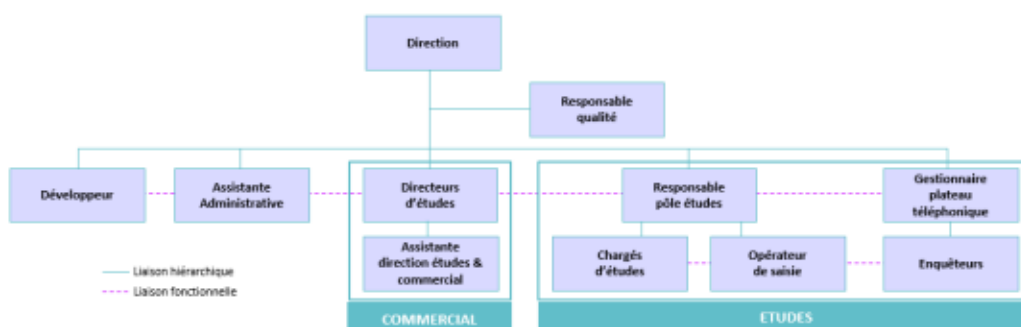 Direction
Responsable
qualité
Développeur
Assistante
Administrative
Directeurs
d'études
Responsable
pôle études
Gestionnaire
plateau
téléphonique
Assistante
direction études &
commercial
Chargés
d'études
Opérateur
de saisie
Enquêteurs
Liaison hiérarchique
Liaison fonctionnelle
COMMERCIAL
ETUDES